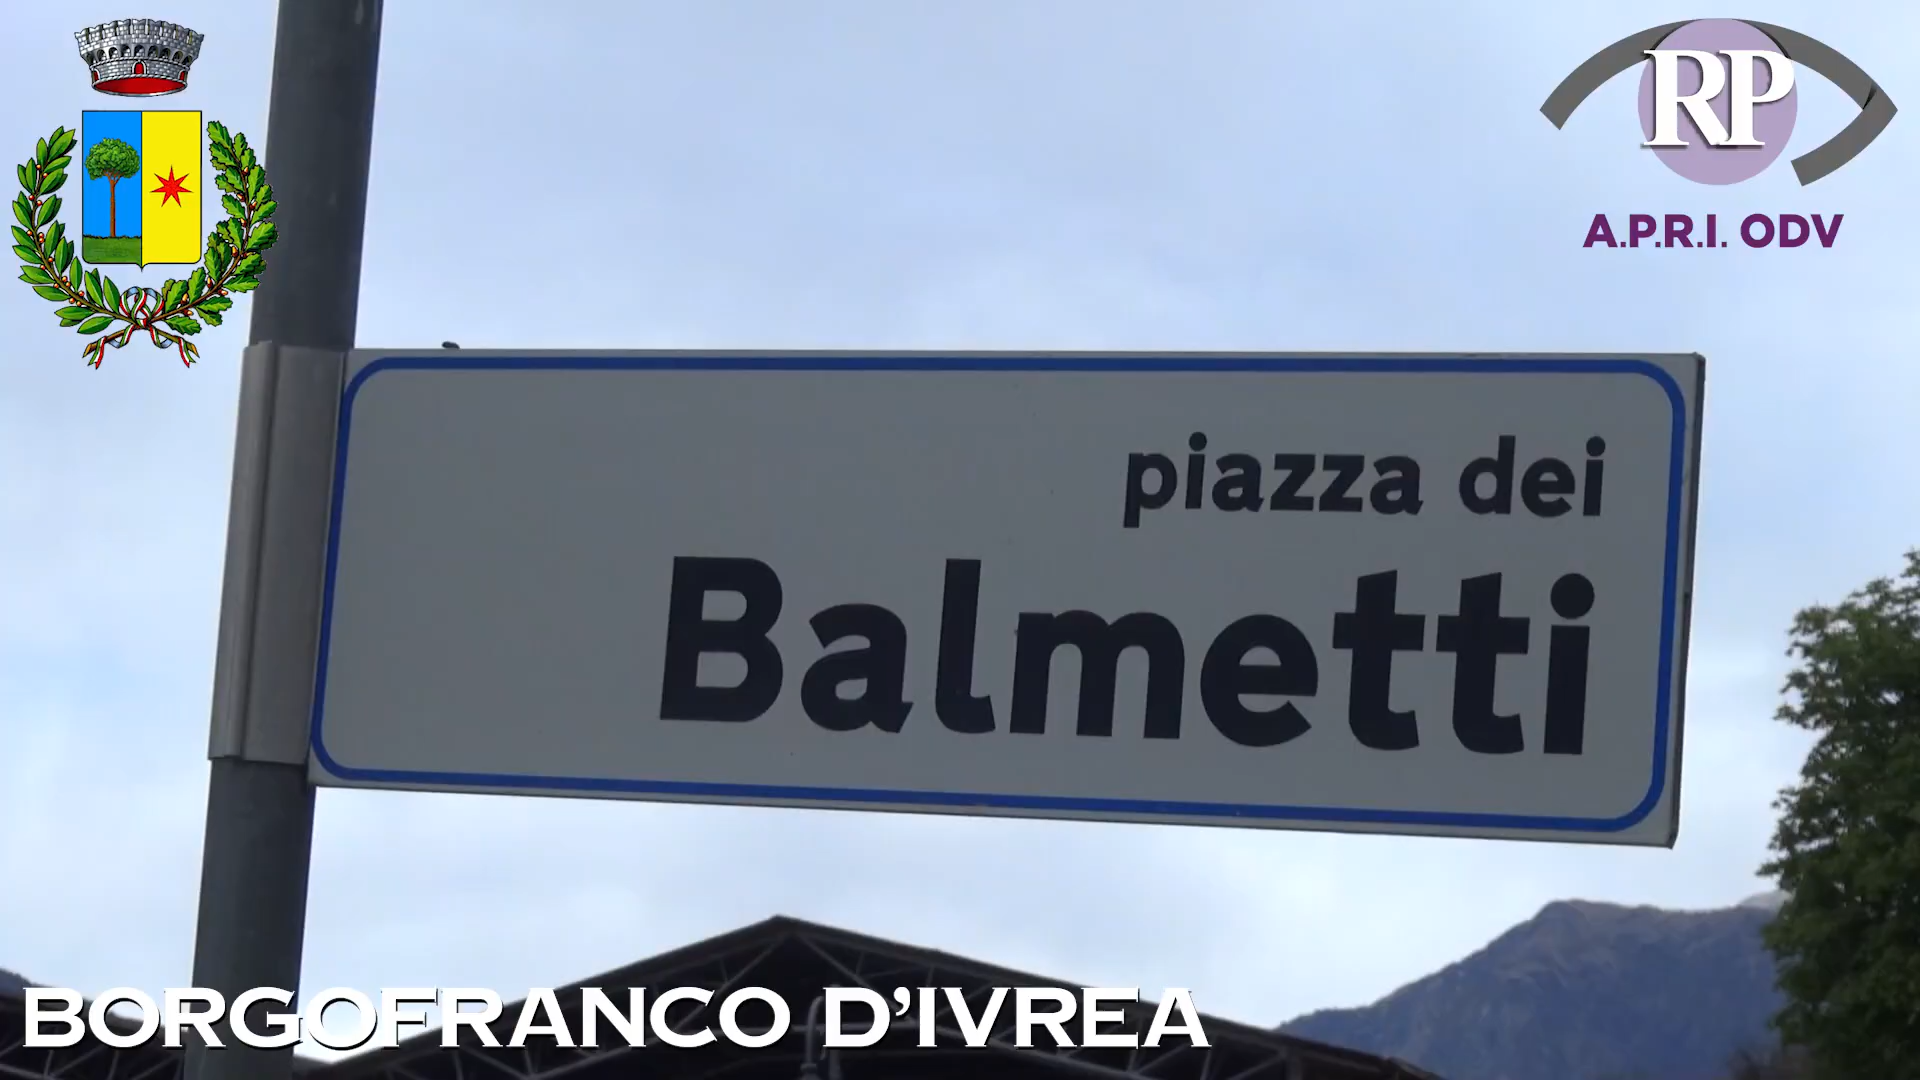 RP
A.P.R.I. ODV
piazza dei
Balmetti
BORGOFRANCO D'IVREA